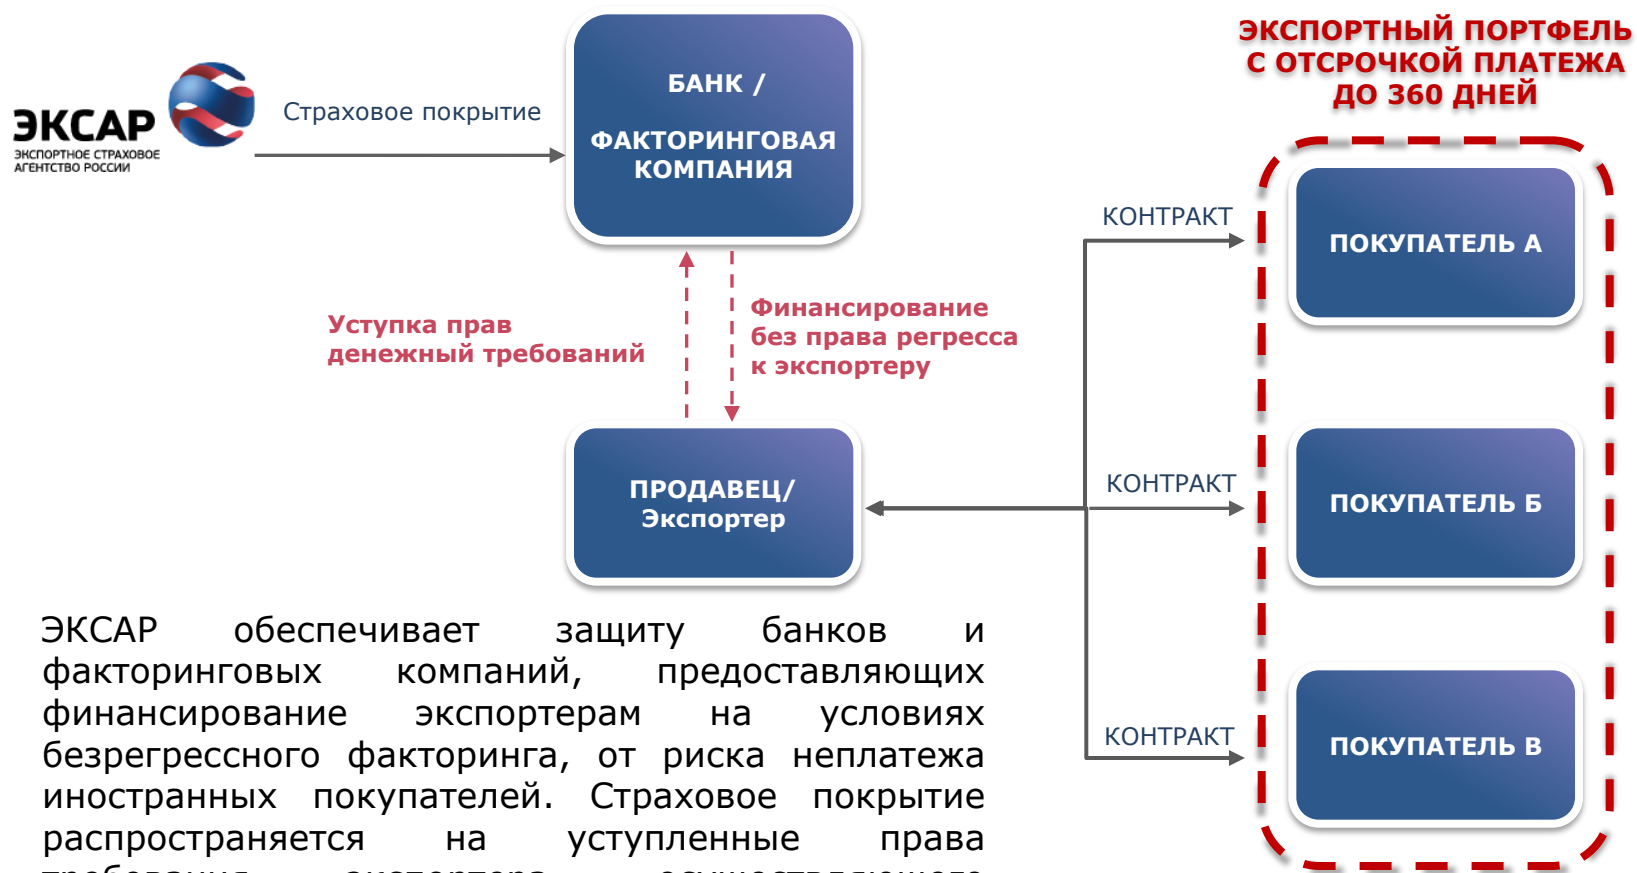 ЭКСПОРТНЫЙ ПОРТФЕЛЬ
С ОТСРОЧКОЙ ПЛАТЕЖА
ДО 360 ДНЕЙ
ЭКСАР
ЭКСПОРТНОЕ СТРАХОВОЕ
АГЕНТСТВО РОССИИ
Страховое покрытие
БАНК /
ФАКТОРИНГОВАЯ
КОМПАНИЯ
КОНТРАКТ
ПОКУПАТЕЛЬ А
Уступка прав
денежный требований
Финансирование
без права регресса
к экспортеру
ПРОДАВЕЦ/
Экспортер
КОНТРАКТ
ПОКУПАТЕЛЬ Б
КОНТРАКТ
ПОКУПАТЕЛЬ В
ЭКСАР обеспечивает защиту банков и
факторинговых компаний, предоставляющих
финансирование экспортерам на условиях
безрегрессного факторинга, от риска неплатежа
иностранных покупателей. Страховое покрытие
распространяется на уступленные права